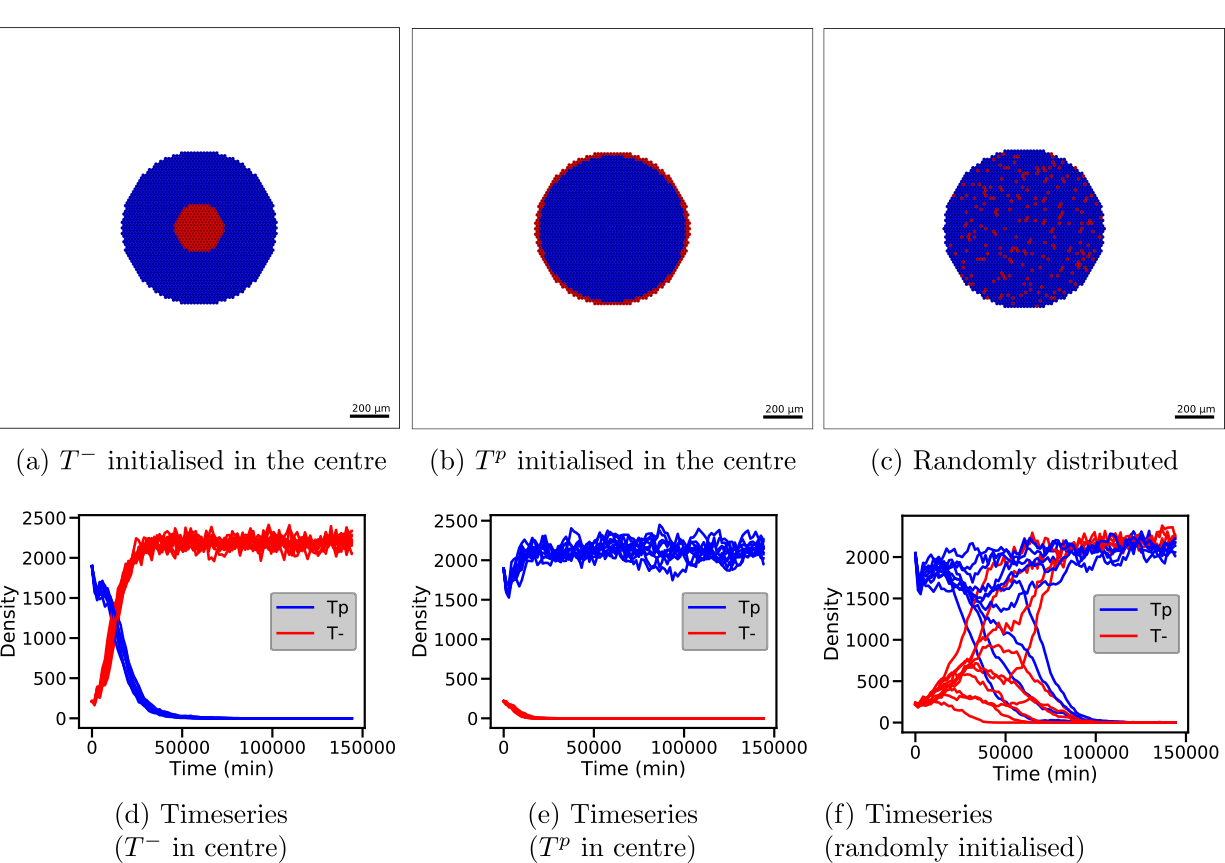 200 µm
200 µm
200 µm
(a) T⁻ initialised in the centre
(b) Tᵖ initialised in the centre
(c) Randomly distributed
2500
2000
1500
1000
500
0
Density
Tp
T-
0 50000 100000 150000
Time (min)
2500
2000
1500
1000
500
0
Density
Tp
T-
0 50000 100000 150000
Time (min)
2000
1500
1000
500
0
Density
Tp
T-
0 50000 100000 150000
Time (min)
(d) Timeseries
(T⁻ in centre)
(e) Timeseries
(Tᵖ in centre)
(f) Timeseries
(randomly initialised)